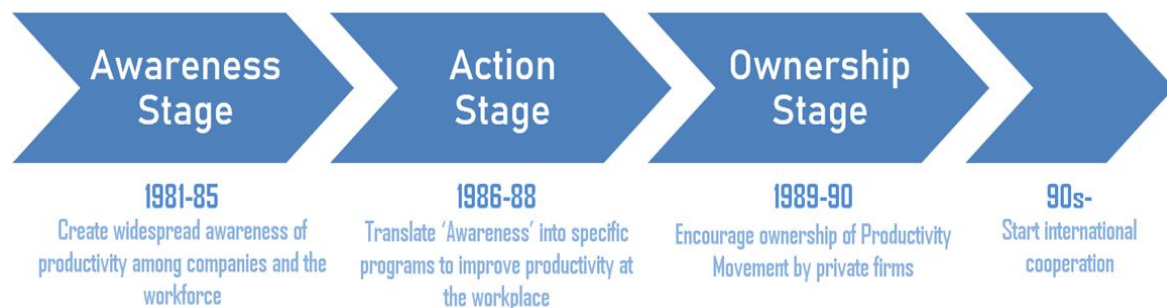 Awareness
Stage
Action
Stage
Ownership
Stage
1981-85
Create widespread awareness of
productivity among companies and the
workforce
1986-88
Translate ‘Awareness’ into specific
programs to improve productivity at
the workplace
1989-90
Encourage ownership of Productivity
Movement by private firms
90s-
Start international
cooperation